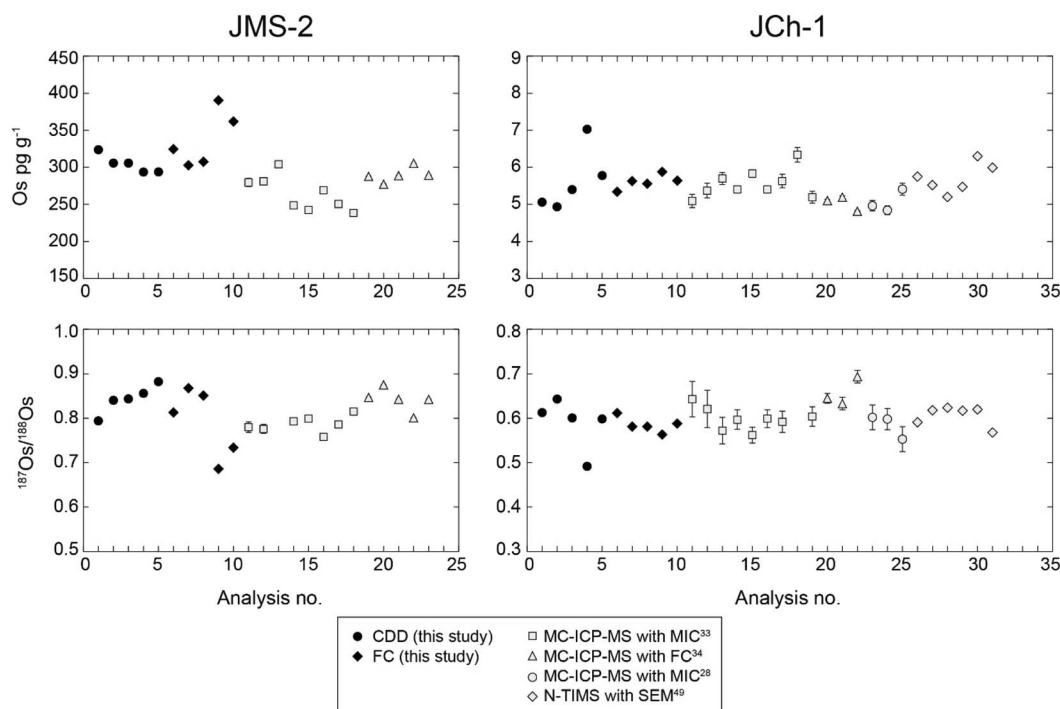 JMS-2
JCh-1
Os pg g⁻¹
450
400
350
300
250
200
150
0 5 10 15 20 25
9
8
7
6
5
4
3
0 5 10 15 20 25 30 35
¹⁸⁷Os/¹⁸⁸Os
1.0
0.9
0.8
0.7
0.6
0.5
0 5 10 15 20 25
Analysis no.
0.8
0.7
0.6
0.5
0.4
0.3
0 5 10 15 20 25 30 35
Analysis no.
CDD (this study)
FC (this study)
MC-ICP-MS with MIC³³
MC-ICP-MS with FC³⁴
MC-ICP-MS with MIC²⁸
N-TIMS with SEM⁴⁹